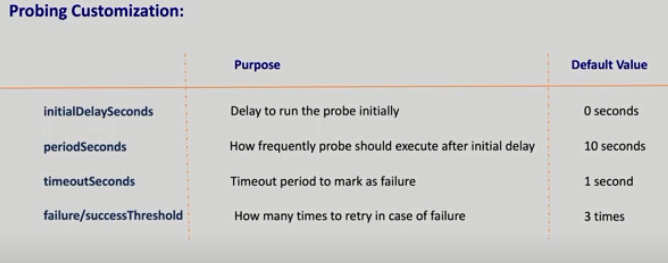 Probing Customization:
Purpose Default Value
initialDelaySeconds Delay to run the probe initially 0 seconds
periodSeconds How frequently probe should execute after initial delay 10 seconds
timeoutSeconds Timeout period to mark as failure 1 second
failure/successThreshold How many times to retry in case of failure 3 times